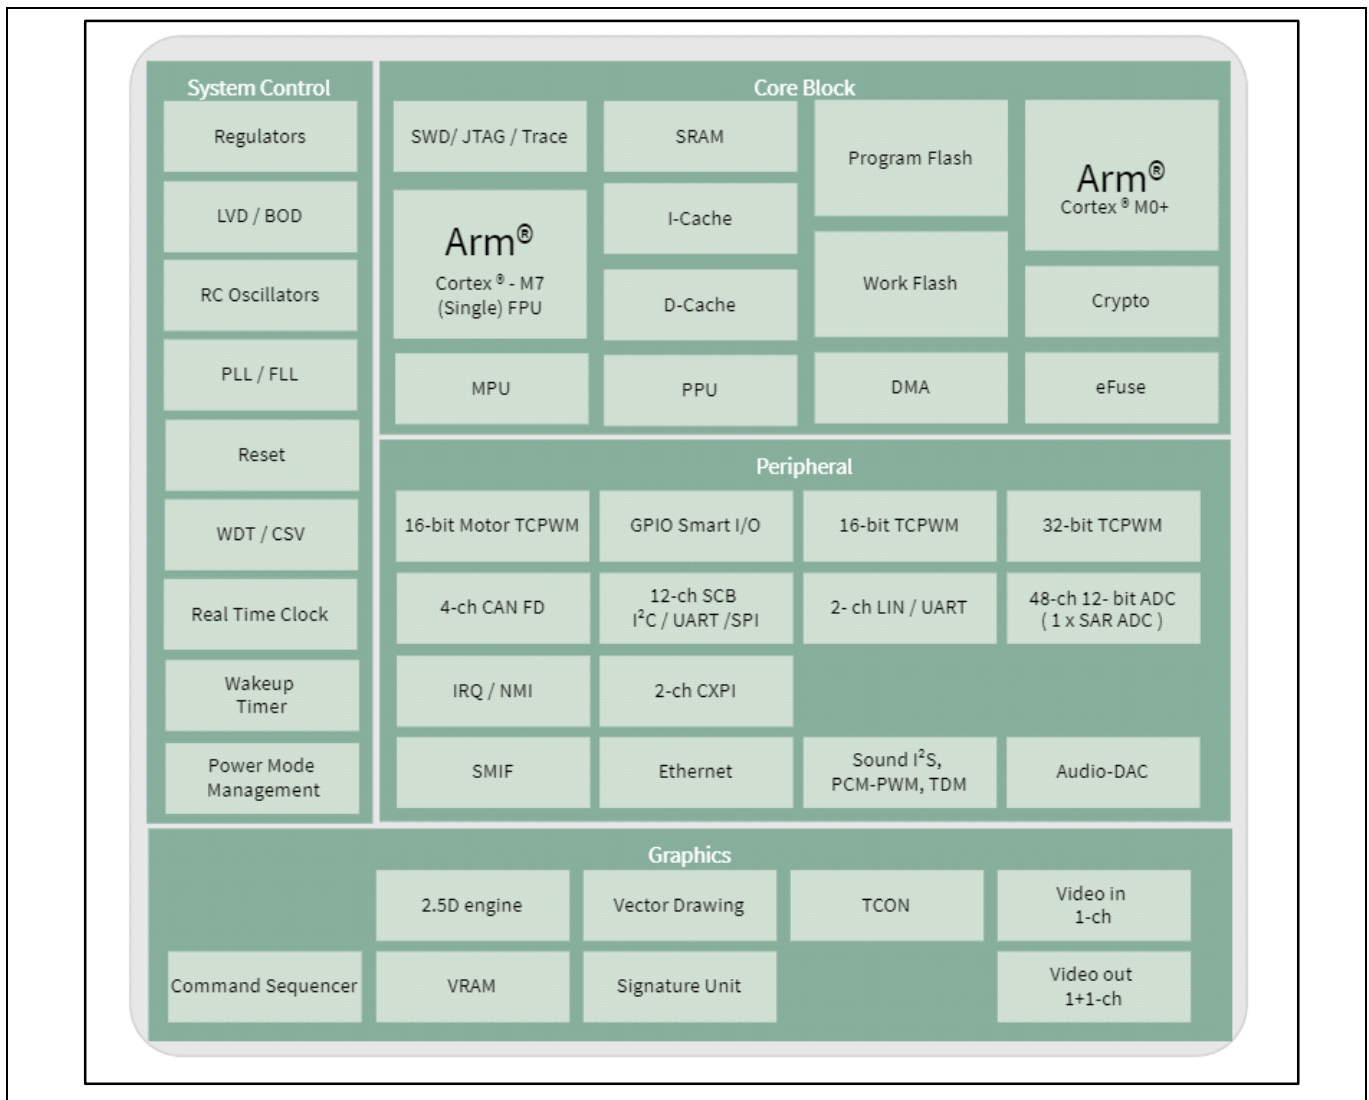 System Control
Regulators
LVD / BOD
RC Oscillators
PLL / FLL
Reset
WDT / CSV
Real Time Clock
Wakeup
Timer
Power Mode
Management
Core Block
SWD/ JTAG / Trace
SRAM
Program Flash
Arm®
Cortex ® M0+
Arm®
Cortex ® - M7
(Single) FPU
I-Cache
Work Flash
D-Cache
Crypto
MPU
PPU
DMA
eFuse
Peripheral
16-bit Motor TCPWM
GPIO Smart I/O
16-bit TCPWM
32-bit TCPWM
4-ch CAN FD
12-ch SCB
I²C / UART /SPI
2- ch LIN / UART
48-ch 12- bit ADC
( 1 x SAR ADC )
IRQ / NMI
2-ch CXPI
SMIF
Ethernet
Sound I²S,
PCM-PWM, TDM
Audio-DAC
Graphics
2.5D engine
Vector Drawing
TCON
Video in
1-ch
Command Sequencer
VRAM
Signature Unit
Video out
1+1-ch